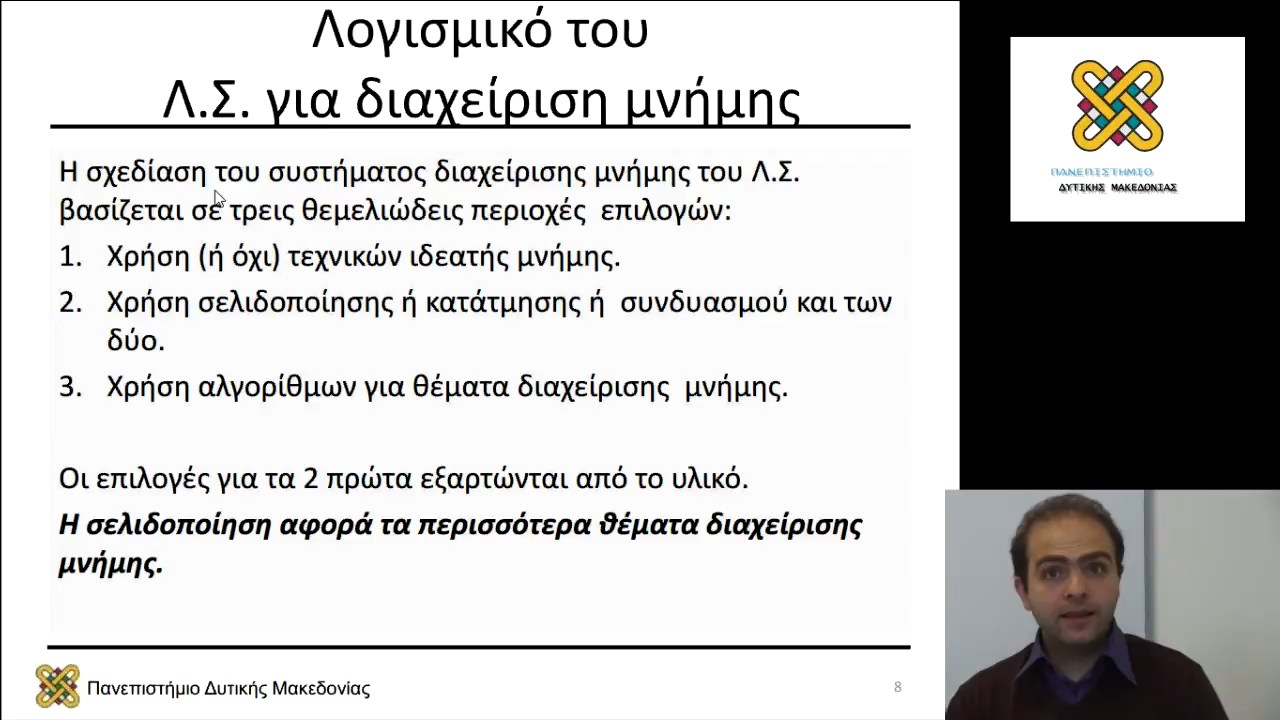 Λογισμικό του
Λ.Σ. για διαχείριση μνήμης
Η σχεδίαση του συστήματος διαχείρισης μνήμης του Λ.Σ.
βασίζεται σε τρεις θεμελιώδεις περιοχές επιλογών:
1. Χρήση (ή όχι) τεχνικών ιδεατής μνήμης.
2. Χρήση σελιδοποίησης ή κατάτμησης ή συνδυασμού και των
δύο.
3. Χρήση αλγορίθμων για θέματα διαχείρισης μνήμης.
Οι επιλογές για τα 2 πρώτα εξαρτώνται από το υλικό.
Η σελιδοποίηση αφορά τα περισσότερα θέματα διαχείρισης
μνήμης.
Πανεπιστήμιο Δυτικής Μακεδονίας
8
ΠΑΝΕΠΙΣΤΗΜΙΟ
ΔΥΤΙΚΗΣ ΜΑΚΕΔΟΝΙΑΣ